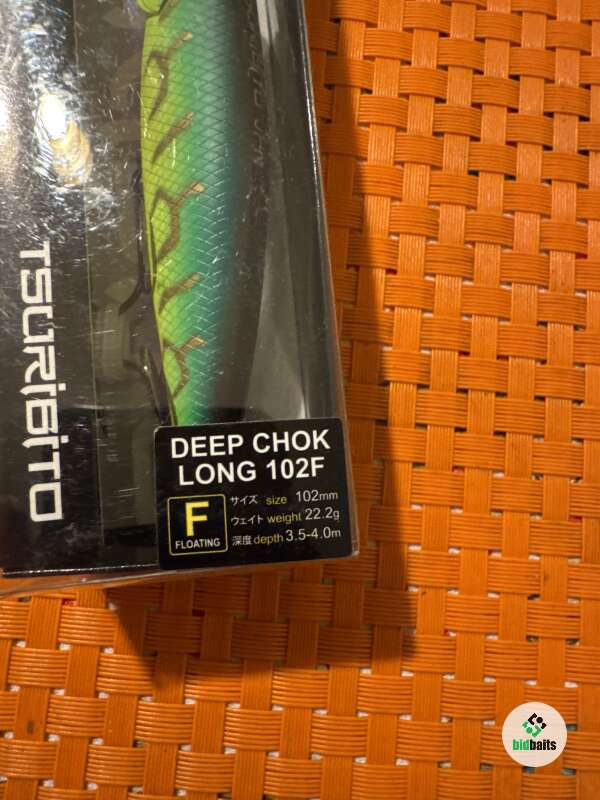 TSURIBITO
DEEP CHOK
LONG 102F
F
FLOATING
サイズ size 102mm
ウェイト weight 22.2g
深度 depth 3.5-4.0m
bidbaits